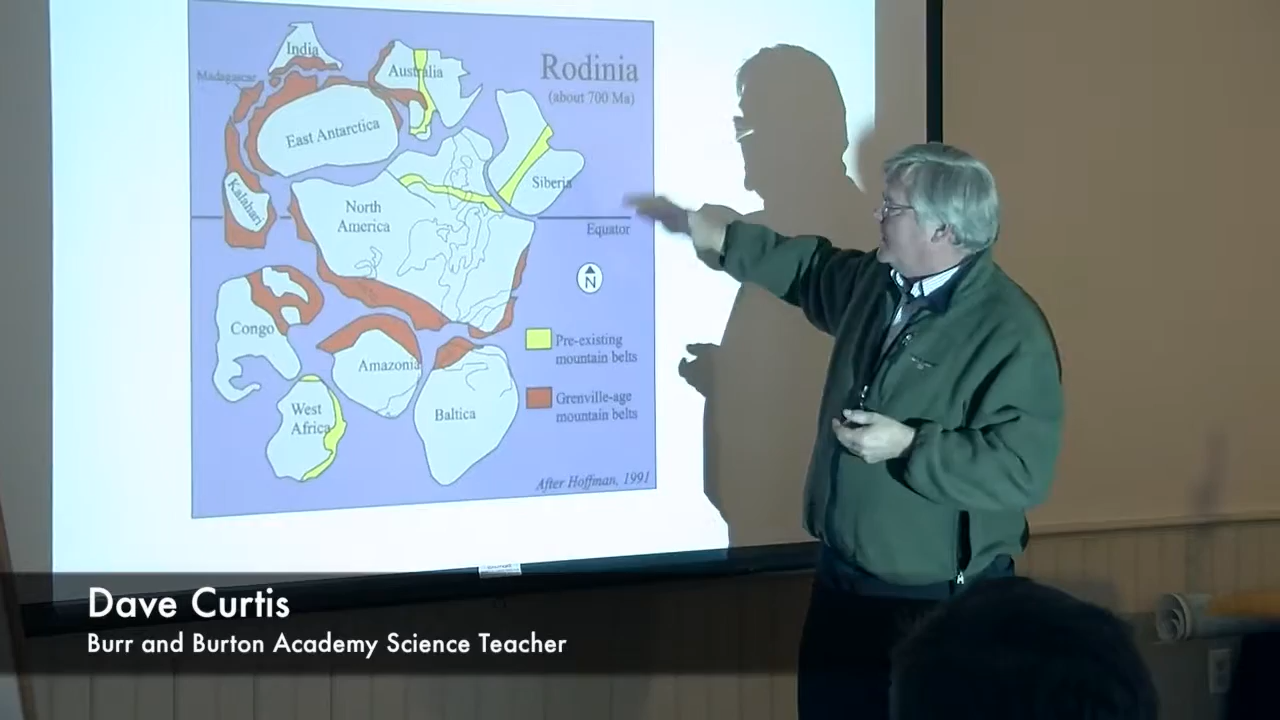 India
Madagascar
Australia
Rodinia
(about 700 Ma)
East Antarctica
Siberia
Kalahari
North
America
Equator
N
Congo
Pre-existing
mountain belts
Amazonia
Grenville-age
mountain belts
West
Africa
Baltica
After Hoffman, 1991
Dave Curtis
Burr and Burton Academy Science Teacher